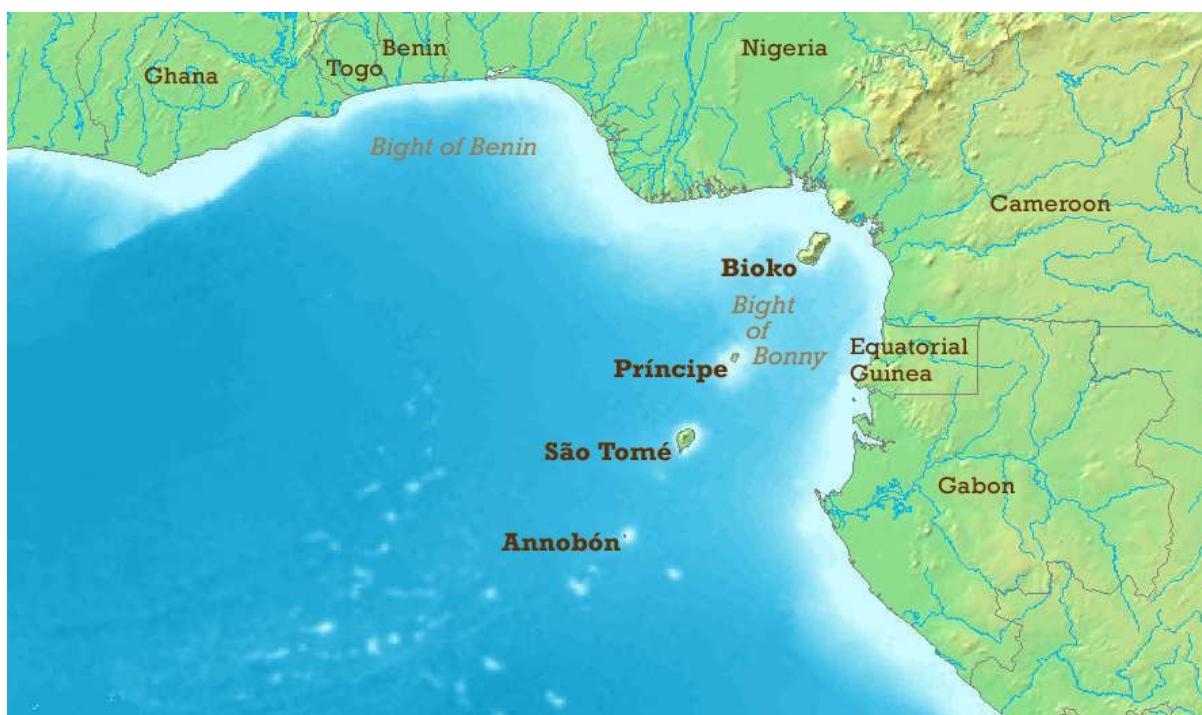 Benin
Nigeria
Ghana
Togo
Bight of Benin
Cameroon
Bioko
Bight
of
Bonny
Equatorial
Guinea
Príncipe
São Tomé
Gabon
Annobón